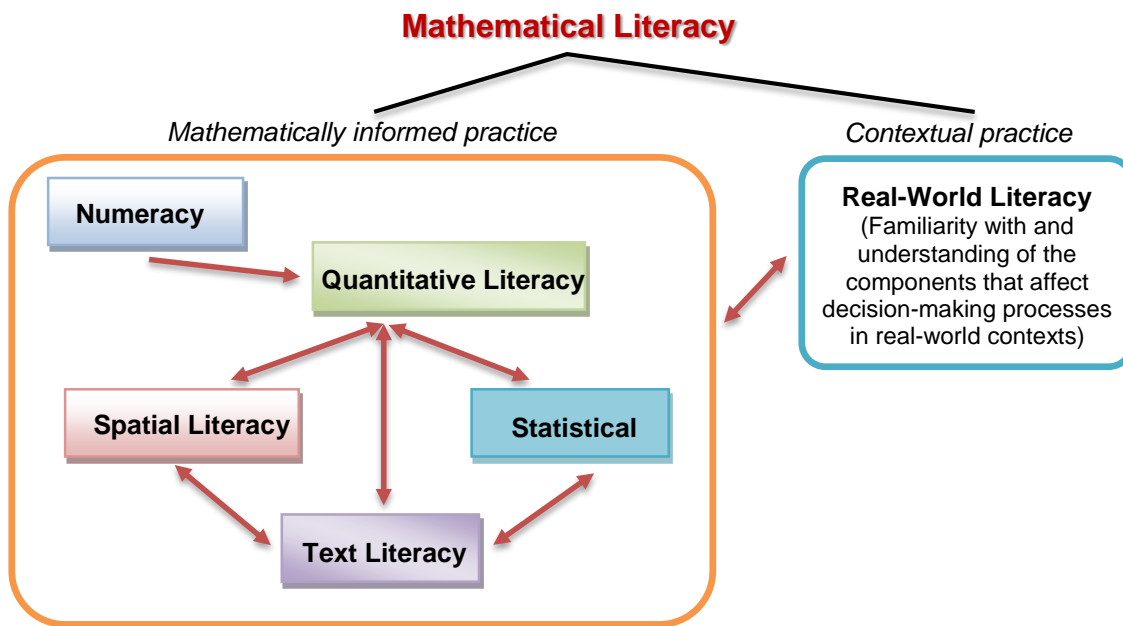 Mathematical Literacy
Mathematically informed practice
Contextual practice
Numeracy
Quantitative Literacy
Spatial Literacy
Statistical
Text Literacy
Real-World Literacy
(Familiarity with and
understanding of the
components that affect
decision-making processes
in real-world contexts)